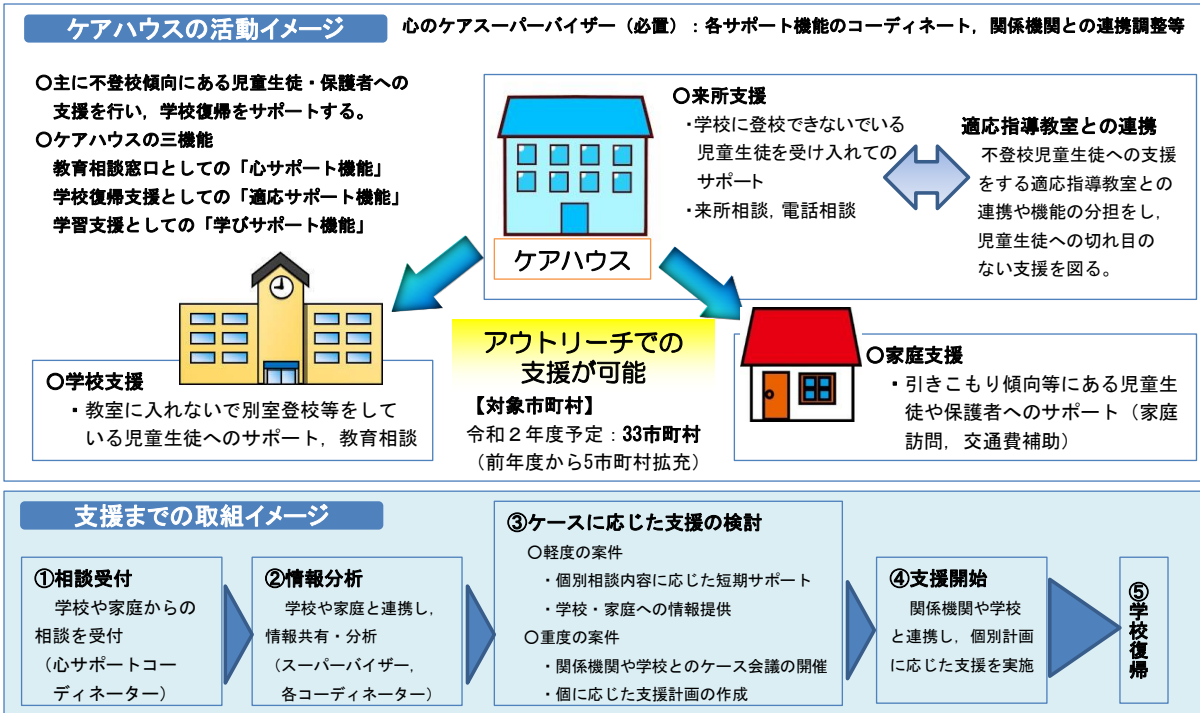 ケアハウスの活動イメージ
心のケアスーパーバイザー（必置）：各サポート機能のコーディネート，関係機関との連携調整等
○主に不登校傾向にある児童生徒・保護者への
支援を行い，学校復帰をサポートする。
○ケアハウスの三機能
教育相談窓口としての「心サポート機能」
学校復帰支援としての「適応サポート機能」
学習支援としての「学びサポート機能」
ケアハウス
○来所支援
・学校に登校できないでいる
児童生徒を受け入れての
サポート
・来所相談，電話相談
適応指導教室との連携
不登校児童生徒への支援
をする適応指導教室との
連携や機能の分担をし，
児童生徒への切れ目の
ない支援を図る。
○学校支援
・教室に入れないで別室登校等をして
いる児童生徒へのサポート，教育相談
アウトリーチでの
支援が可能
【対象市町村】
令和２年度予定：33市町村
（前年度から5市町村拡充）
○家庭支援
・引きこもり傾向等にある児童生
徒や保護者へのサポート（家庭
訪問，交通費補助）
支援までの取組イメージ
①相談受付
学校や家庭からの
相談を受付
（心サポートコー
ディネーター）
②情報分析
学校や家庭と連携し，
情報共有・分析
（スーパーバイザー，
各コーディネーター）
③ケースに応じた支援の検討
○軽度の案件
・個別相談内容に応じた短期サポート
・学校・家庭への情報提供
○重度の案件
・関係機関や学校とのケース会議の開催
・個に応じた支援計画の作成
④支援開始
関係機関や学校
と連携し，個別計画
に応じた支援を実施
⑤学校復帰